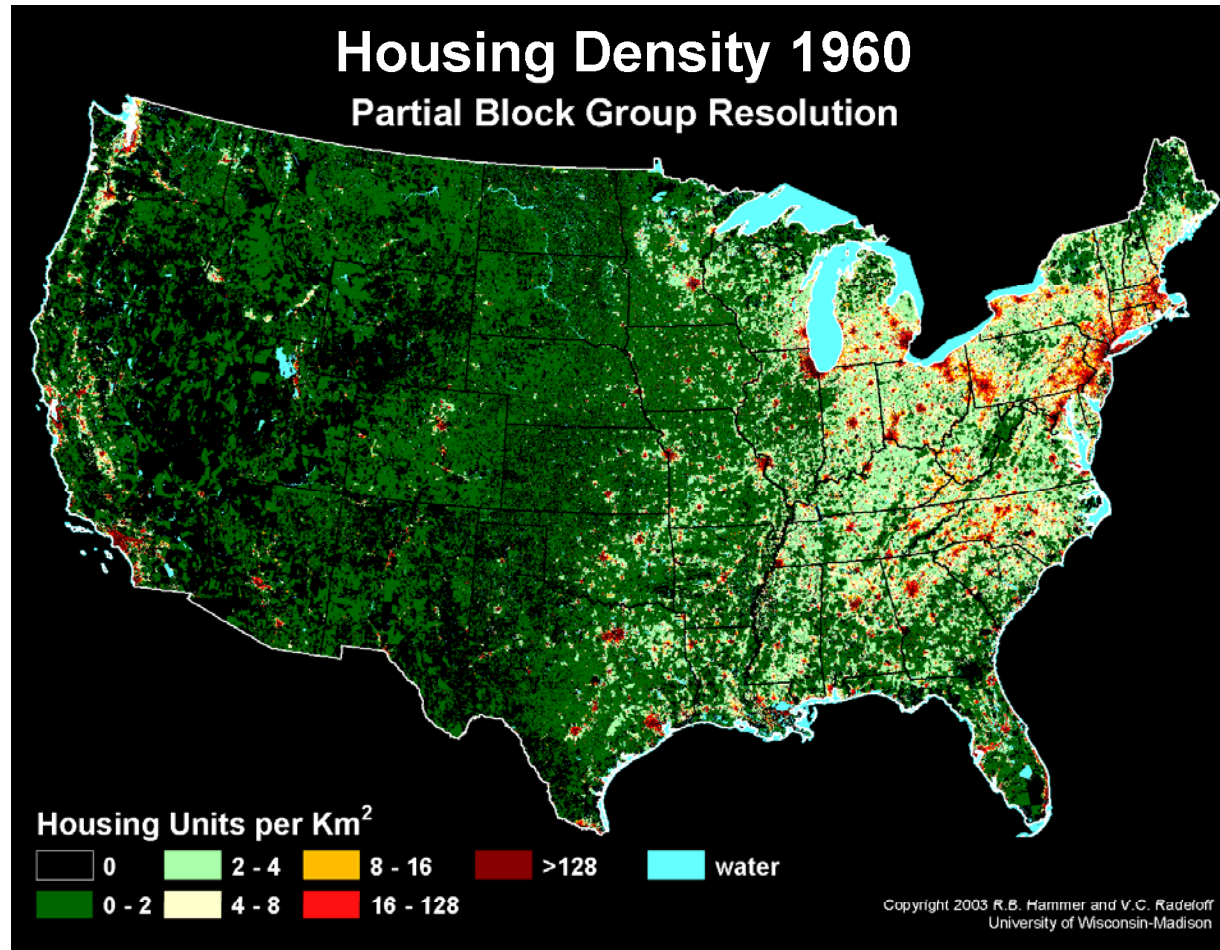 Housing Density 1960
Partial Block Group Resolution
Housing Units per Km²
0 2 - 4 8 - 16 >128 water
0 - 2 4 - 8 16 - 128
Copyright 2003 R.B. Hammer and V.C. Radeloff
University of Wisconsin-Madison